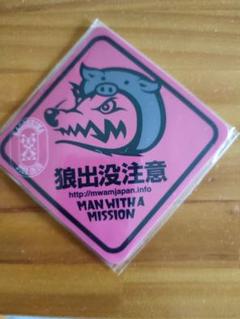 狼出没注意
http://mwamjapan.info
MAN WITH A
MISSION